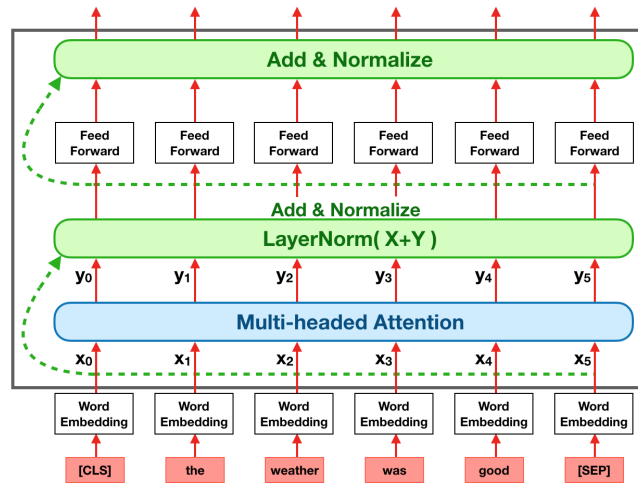 Add & Normalize
Feed Forward Feed Forward Feed Forward Feed Forward Feed Forward Feed Forward
Add & Normalize
LayerNorm( X+Y )
y0 y1 y2 y3 y4 y5
Multi-headed Attention
x0 x1 x2 x3 x4 x5
Word Embedding Word Embedding Word Embedding Word Embedding Word Embedding Word Embedding
[CLS] the weather was good [SEP]